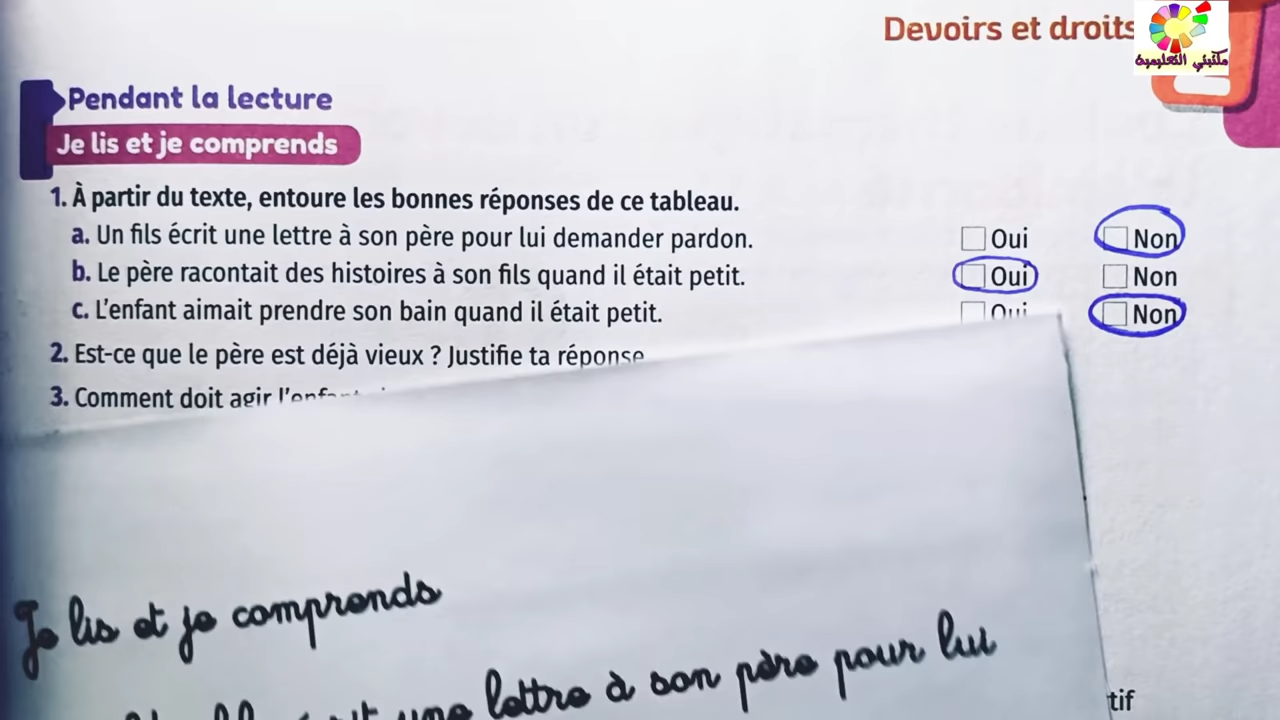 Devoirs et droits
مكتبتي التعليمية
Pendant la lecture
Je lis et je comprends
1. À partir du texte, entoure les bonnes réponses de ce tableau.
a. Un fils écrit une lettre à son père pour lui demander pardon. Oui Non
b. Le père racontait des histoires à son fils quand il était petit. Oui Non
c. L'enfant aimait prendre son bain quand il était petit. Oui Non
2. Est-ce que le père est déjà vieux ? Justifie ta réponse
3. Comment doit agir
Je lis et je comprends
une lettre à son père pour lui
tif